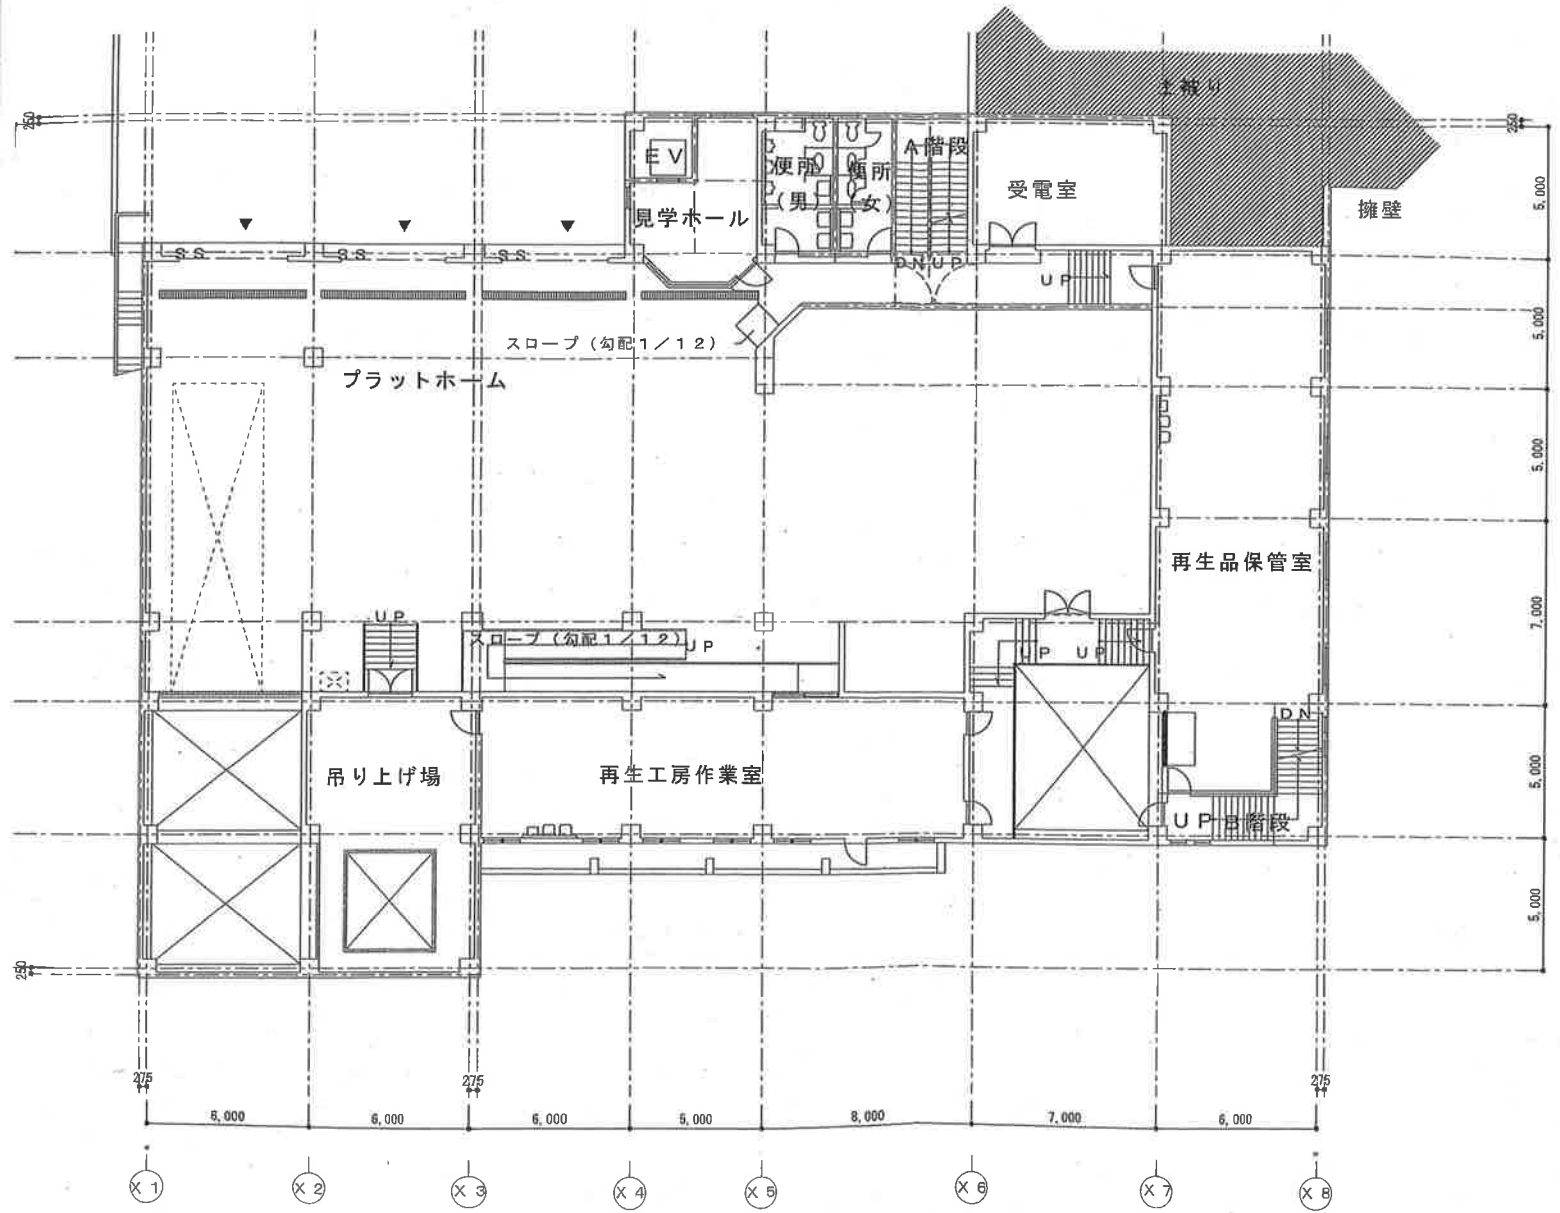 土被り
250
250
EV
A階段
便所
（男）
便所
（女）
受電室
5,000
擁壁
見学ホール
SS
SS
SS
DN
UP
UP
スロープ（勾配１／１２）
5,000
プラットホーム
5,000
再生品保管室
UP
スロープ（勾配１／１２）
UP
UP
UP
7,000
DN
吊り上げ場
再生工房作業室
5,000
UP
B階段
5,000
250
275
275
275
6,000
6,000
6,000
5,000
8,000
7,000
6,000
X1
X2
X3
X4
X5
X6
X7
X8